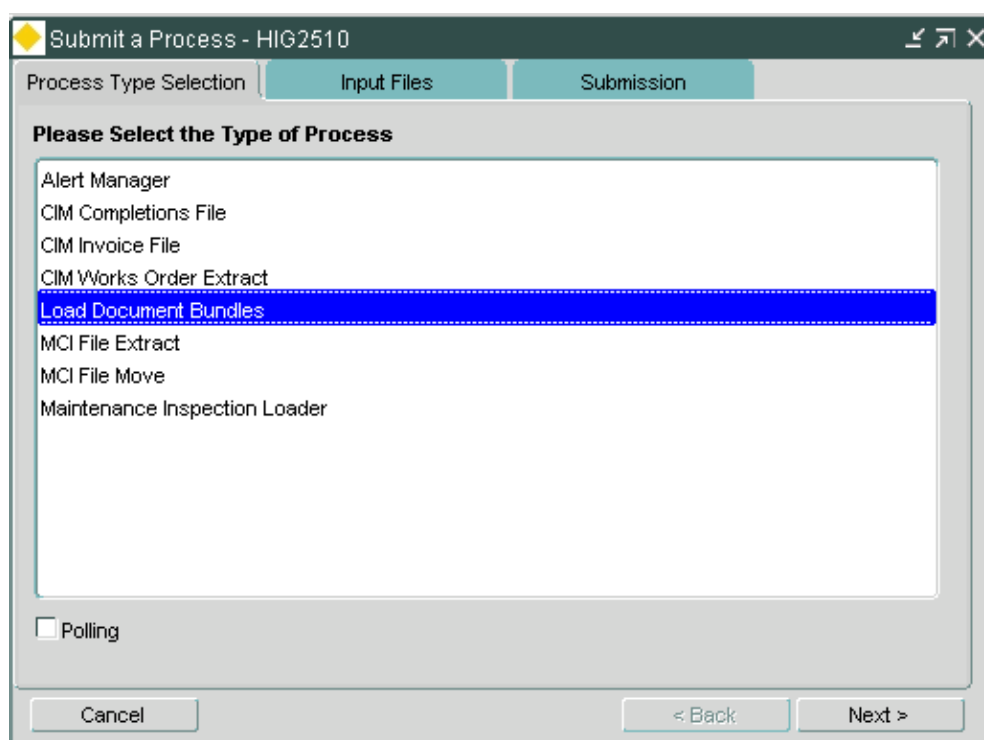 Submit a Process - HIG2510
Process Type Selection Input Files Submission
Please Select the Type of Process
Alert Manager
CIM Completions File
CIM Invoice File
CIM Works Order Extract
Load Document Bundles
MCI File Extract
MCI File Move
Maintenance Inspection Loader
Polling
Cancel < Back Next >